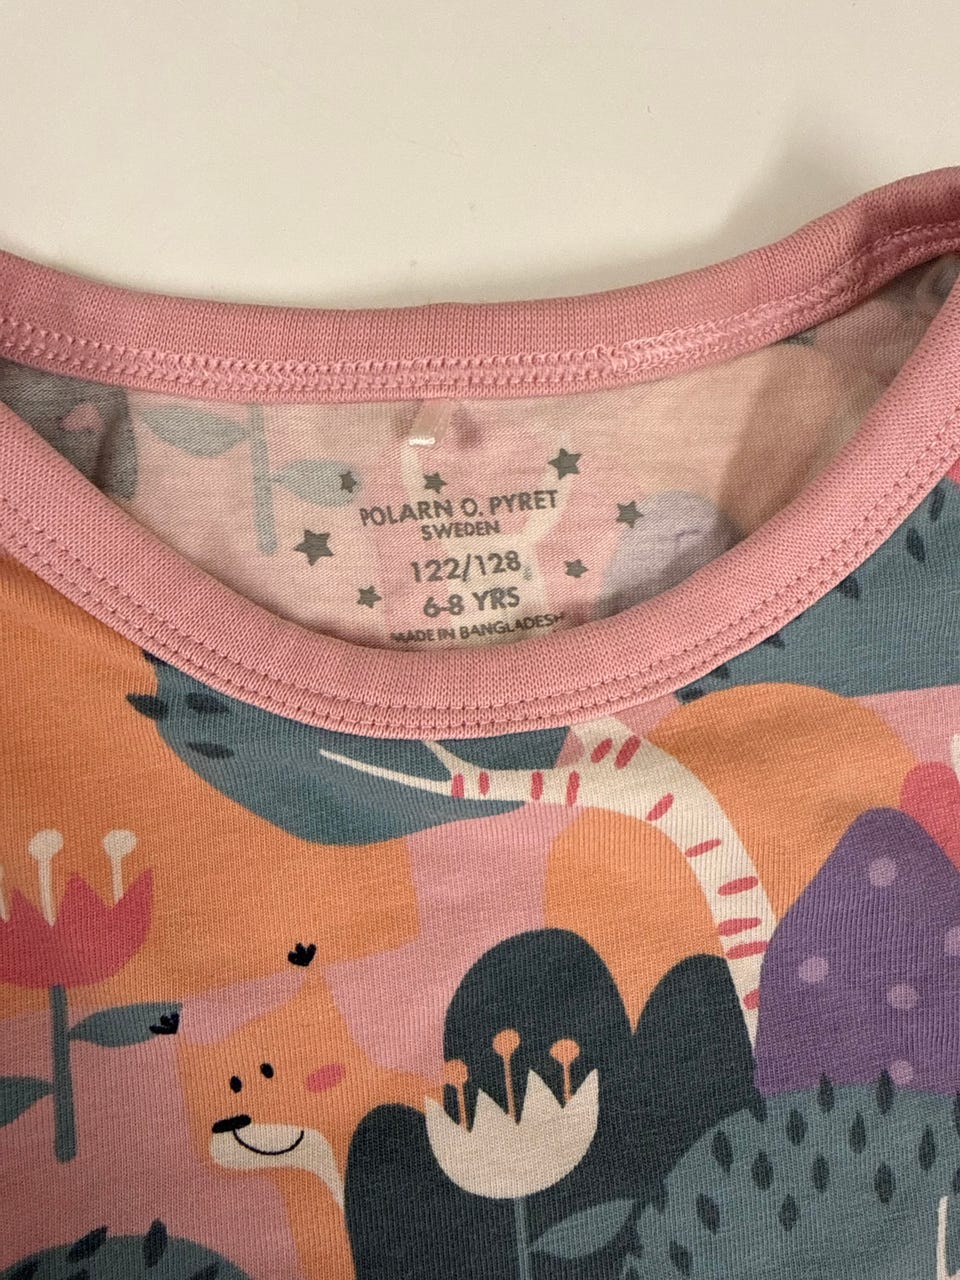 POLARN O. PYRET
SWEDEN
122/128
6-8 YRS
MADE IN BANGLADESH